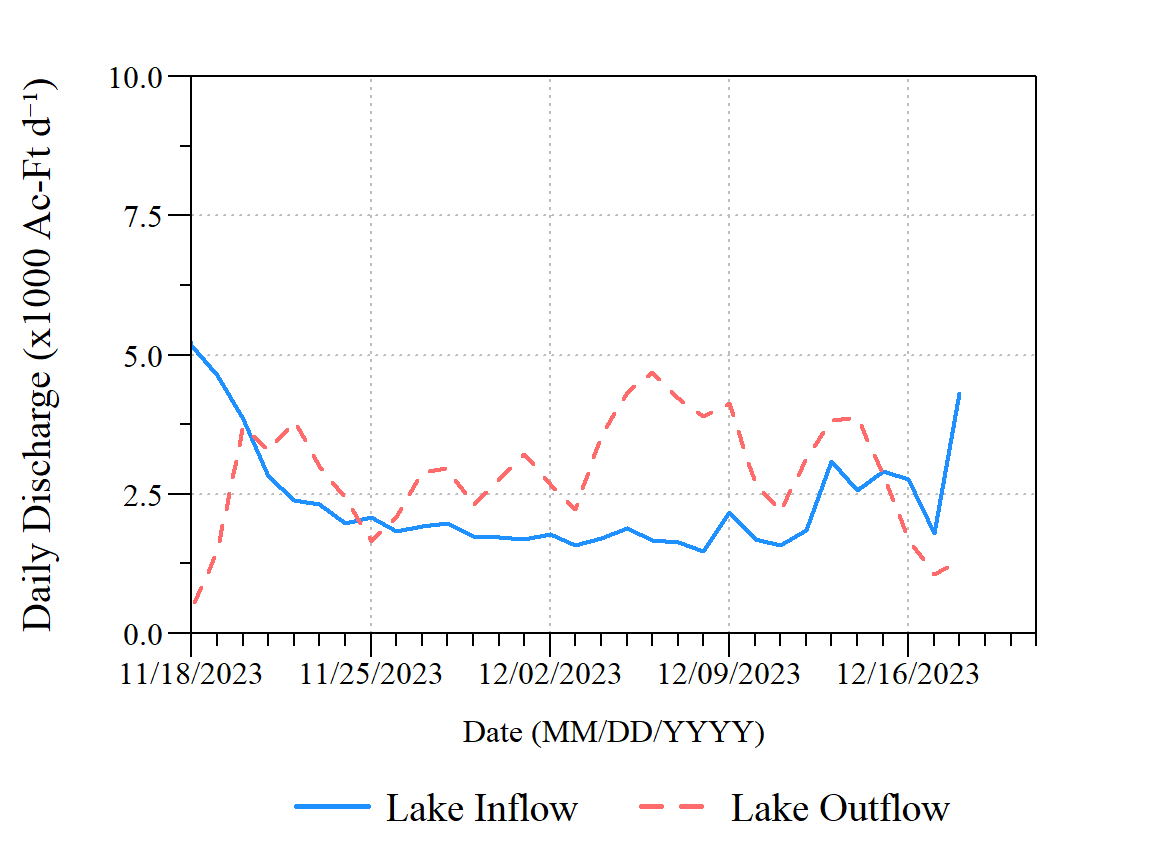 Daily Discharge (x1000 Ac-Ft d⁻¹)
10.0
7.5
5.0
2.5
0.0
11/18/2023 11/25/2023 12/02/2023 12/09/2023 12/16/2023
Date (MM/DD/YYYY)
Lake Inflow Lake Outflow